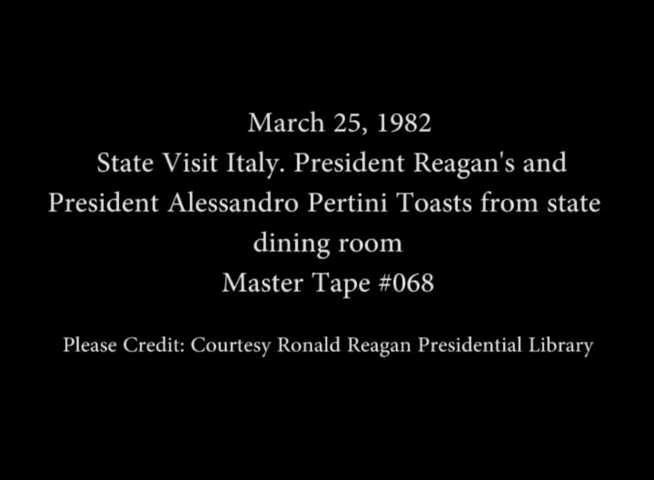 March 25, 1982
State Visit Italy. President Reagan's and
President Alessandro Pertini Toasts from state
dining room
Master Tape #068
Please Credit: Courtesy Ronald Reagan Presidential Library